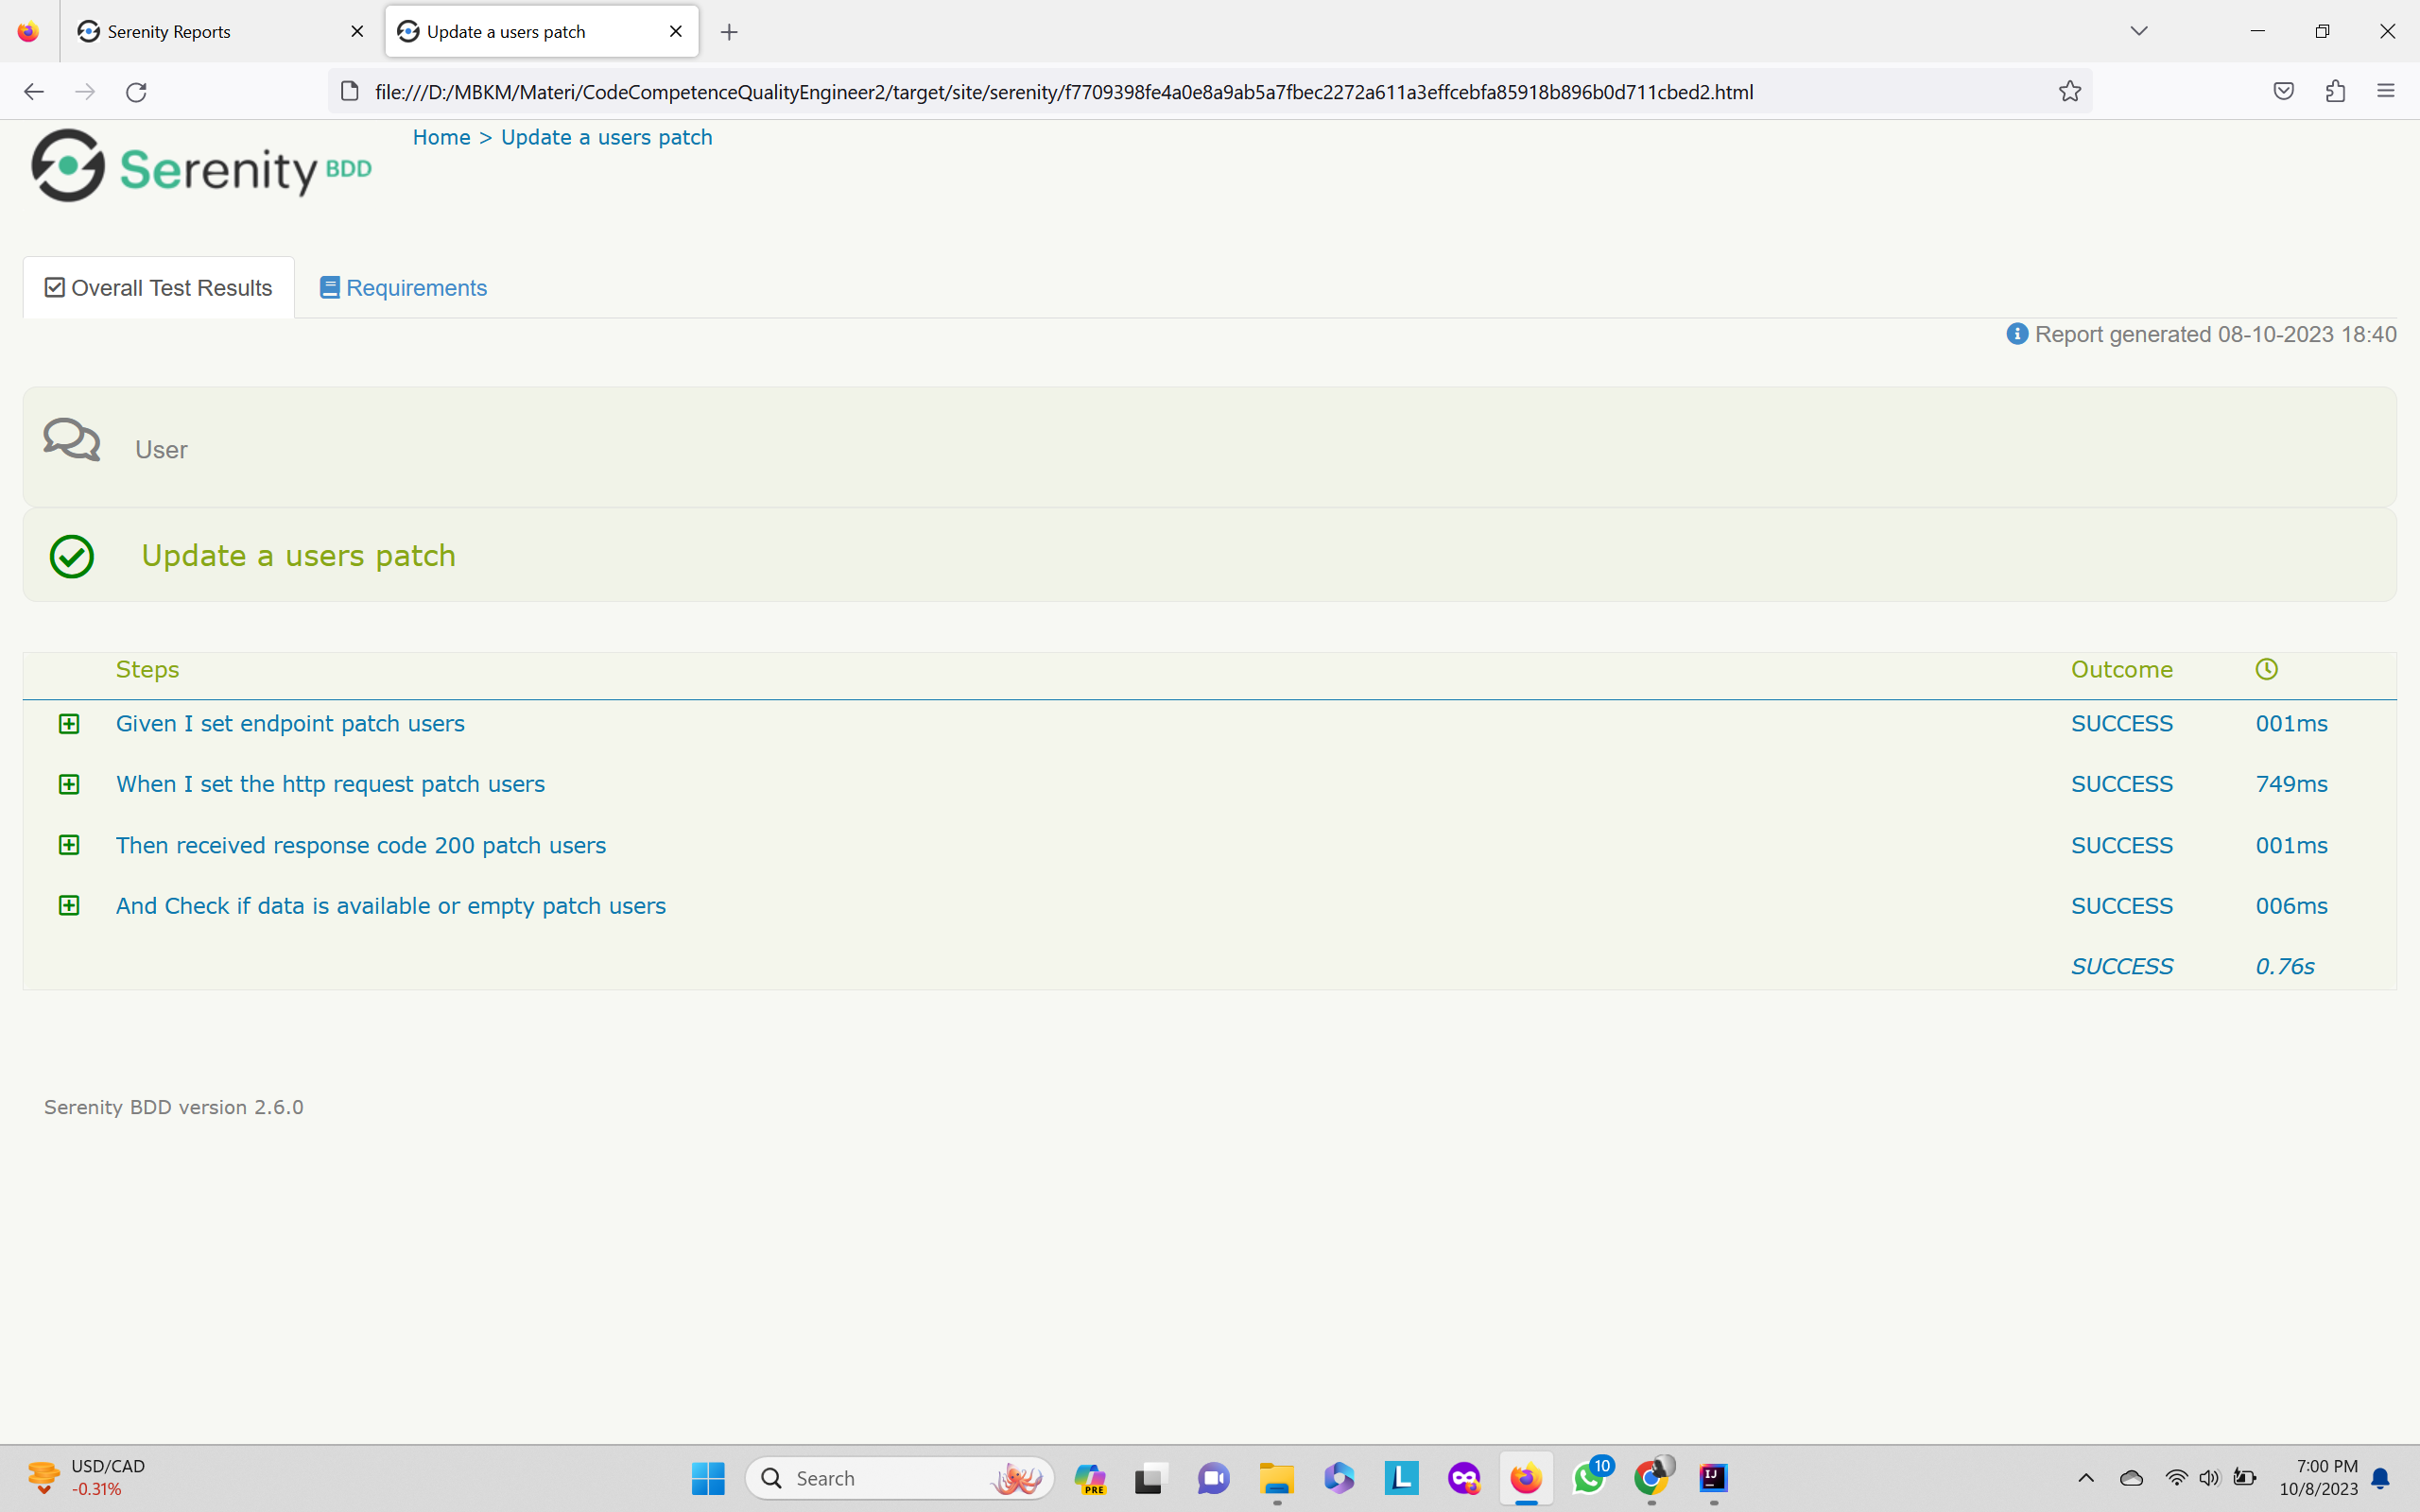 Serenity Reports
Update a users patch
file:///D:/MBKM/Materi/CodeCompetenceQualityEngineer2/target/site/serenity/f7709398fe4a0e8a9ab5a7fbec2272a611a3effcebfa85918b896b0d711cbed2.html
Serenity BDD
Home > Update a users patch
Overall Test Results
Requirements
Report generated 08-10-2023 18:40
User
Update a users patch
Steps Outcome
Given I set endpoint patch users SUCCESS 001ms
When I set the http request patch users SUCCESS 749ms
Then received response code 200 patch users SUCCESS 001ms
And Check if data is available or empty patch users SUCCESS 006ms
SUCCESS 0.76s
Serenity BDD version 2.6.0
USD/CAD
-0.31%
Search
PRE
L
10
IJ
7:00 PM
10/8/2023